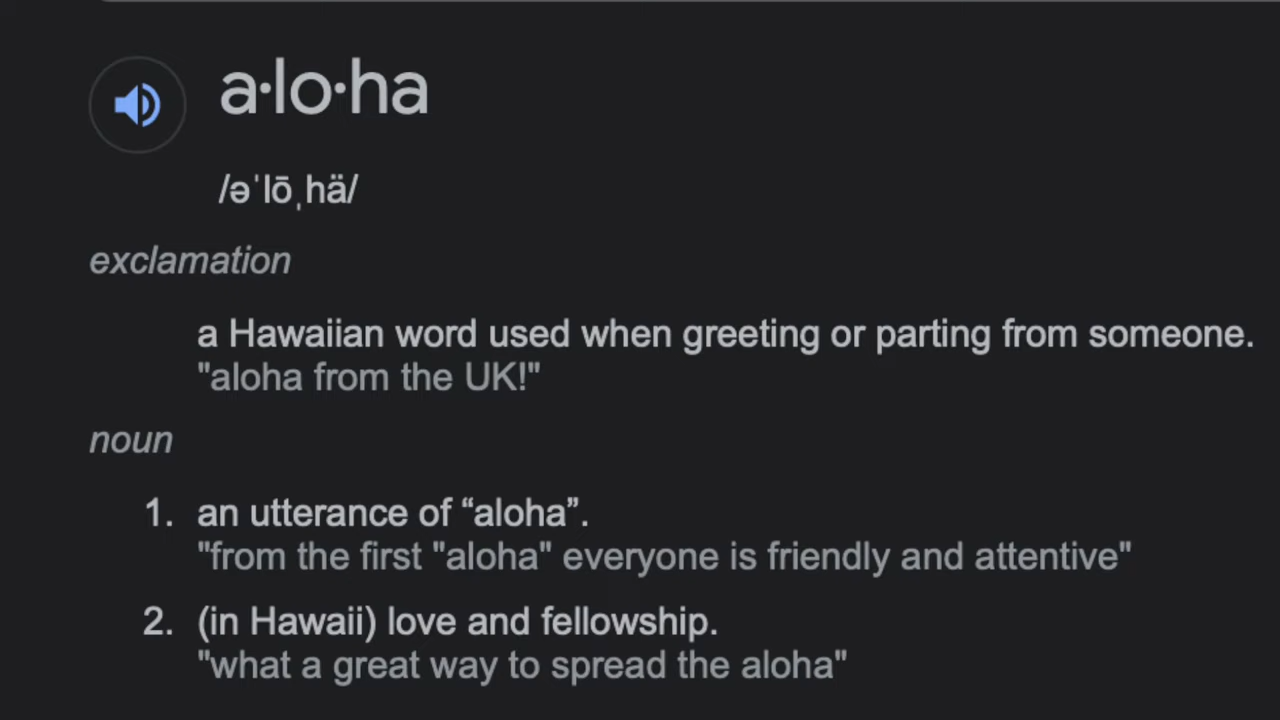 a·lo·ha
/əˈlōˌhä/
exclamation
a Hawaiian word used when greeting or parting from someone.
"aloha from the UK!"
noun
1. an utterance of “aloha”.
"from the first "aloha" everyone is friendly and attentive"
2. (in Hawaii) love and fellowship.
"what a great way to spread the aloha"